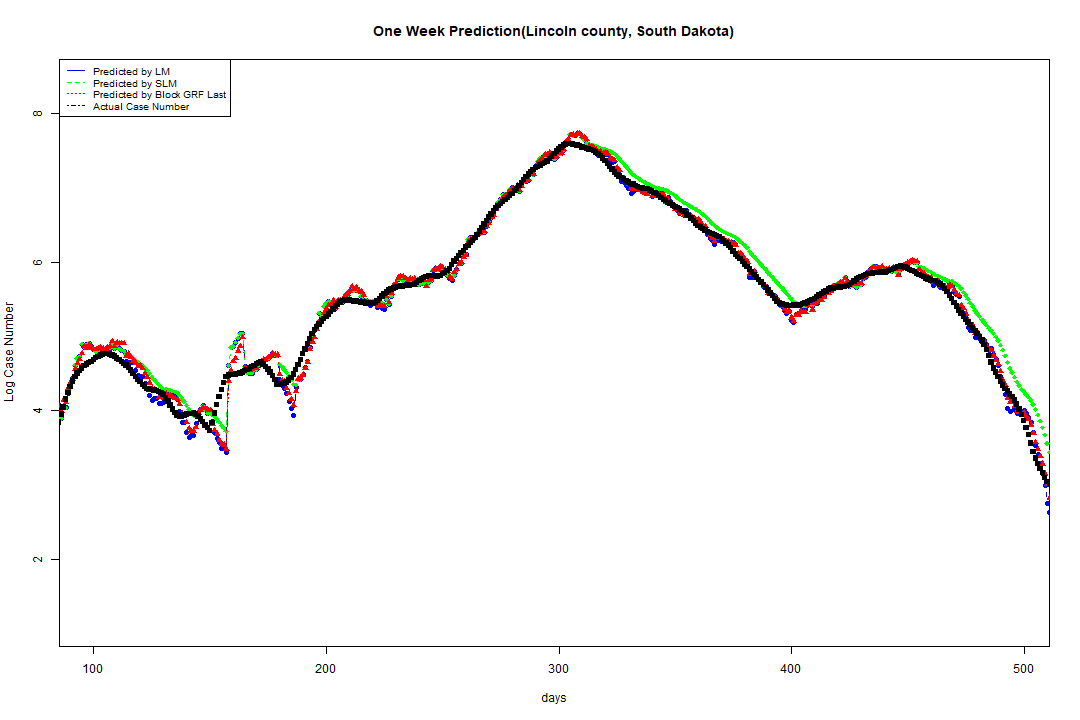 One Week Prediction(Lincoln county, South Dakota)
Predicted by LM
Predicted by SLM
Predicted by Block GRF Last
Actual Case Number
8
6
4
2
Log Case Number
100 200 300 400 500
days